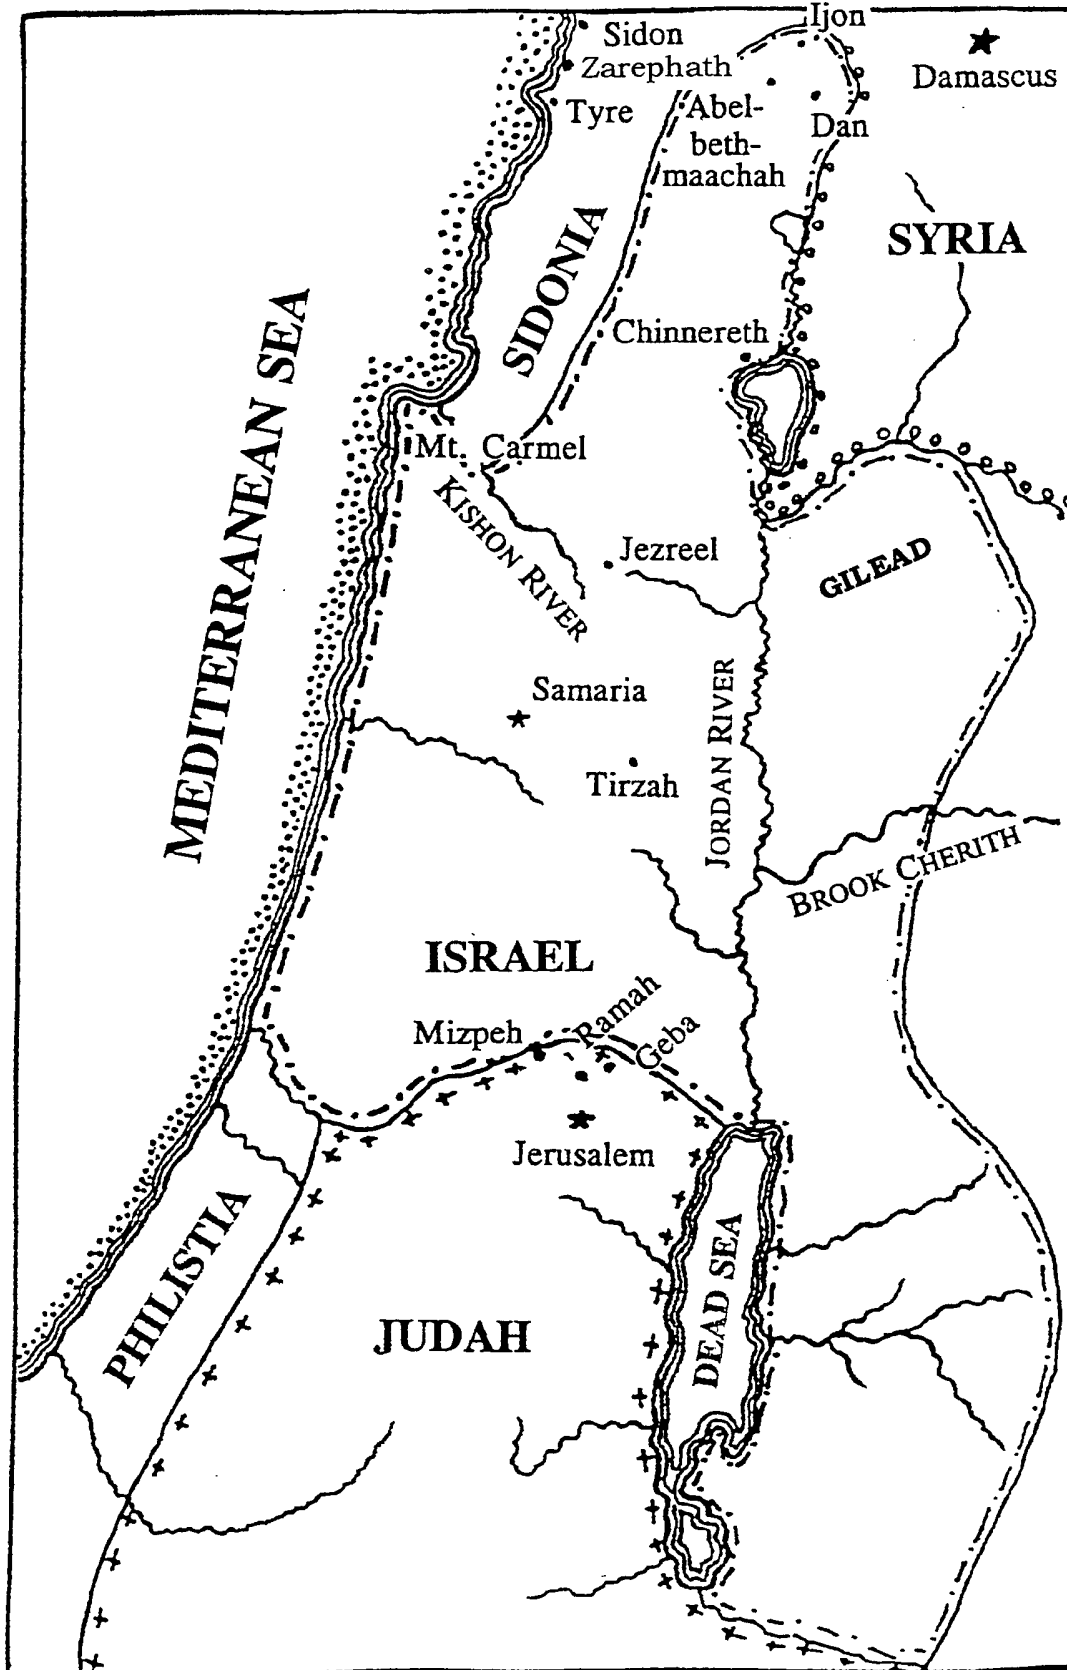 Ijon
Sidon
Zarephath
Damascus
Tyre
Abel-
beth-
maachah
Dan
SYRIA
SIDONIA
Chinnereth
MEDITERRANEAN SEA
Mt. Carmel
KISHON RIVER
Jezreel
GILEAD
Samaria
JORDAN RIVER
Tirzah
BROOK CHERITH
ISRAEL
Ramah
Mizpeh
Geba
Jerusalem
PHILISTIA
DEAD SEA
JUDAH